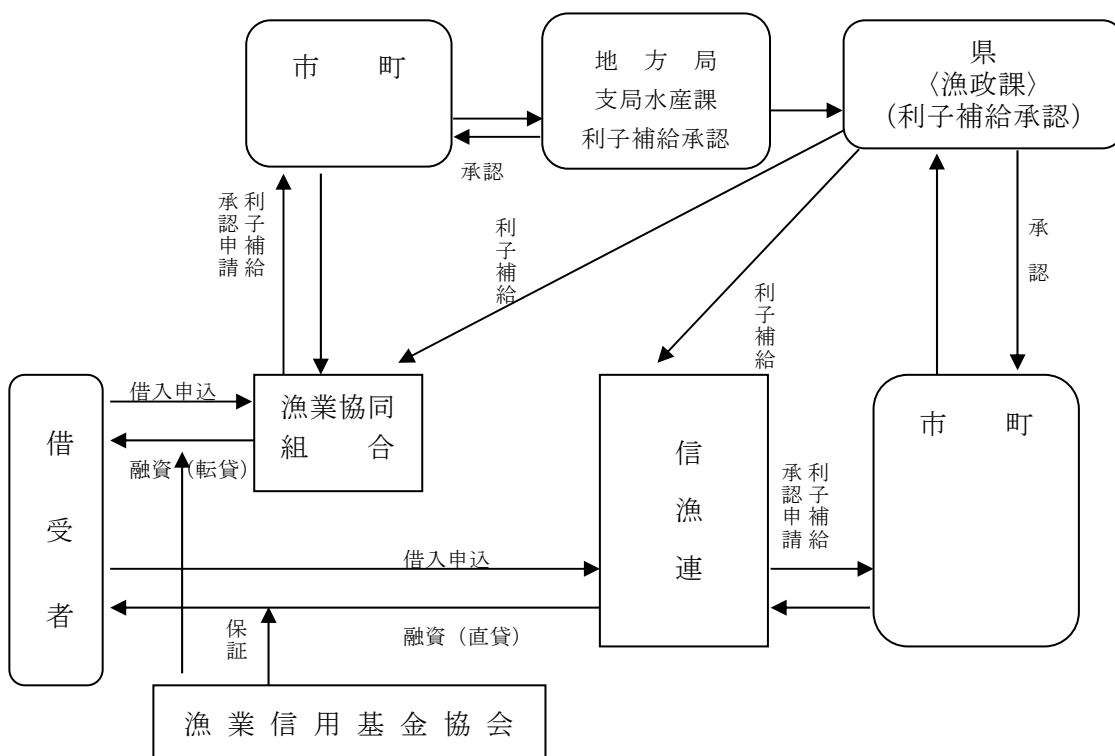 市　　町
地　方　局
支局水産課
利子補給承認
県
〈漁政課〉
（利子補給承認）
承認
利子補給
承認申請
利子補給
利子補給
承　認
借入申込
漁業協同
組　　合
融資（転貸）
借　受　者
信　漁　連
市　　町
利子補給
承認申請
借入申込
融資（直貸）
保証
漁業信用基金協会